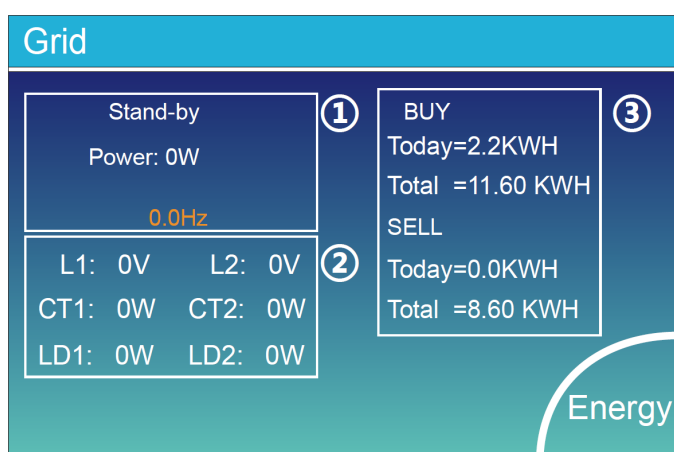 Grid
Stand-by
Power: 0W
0.0Hz
①
L1: 0V L2: 0V
CT1: 0W CT2: 0W
LD1: 0W LD2: 0W
②
BUY
Today=2.2KWH
Total =11.60 KWH
SELL
Today=0.0KWH
Total =8.60 KWH
③
Energy